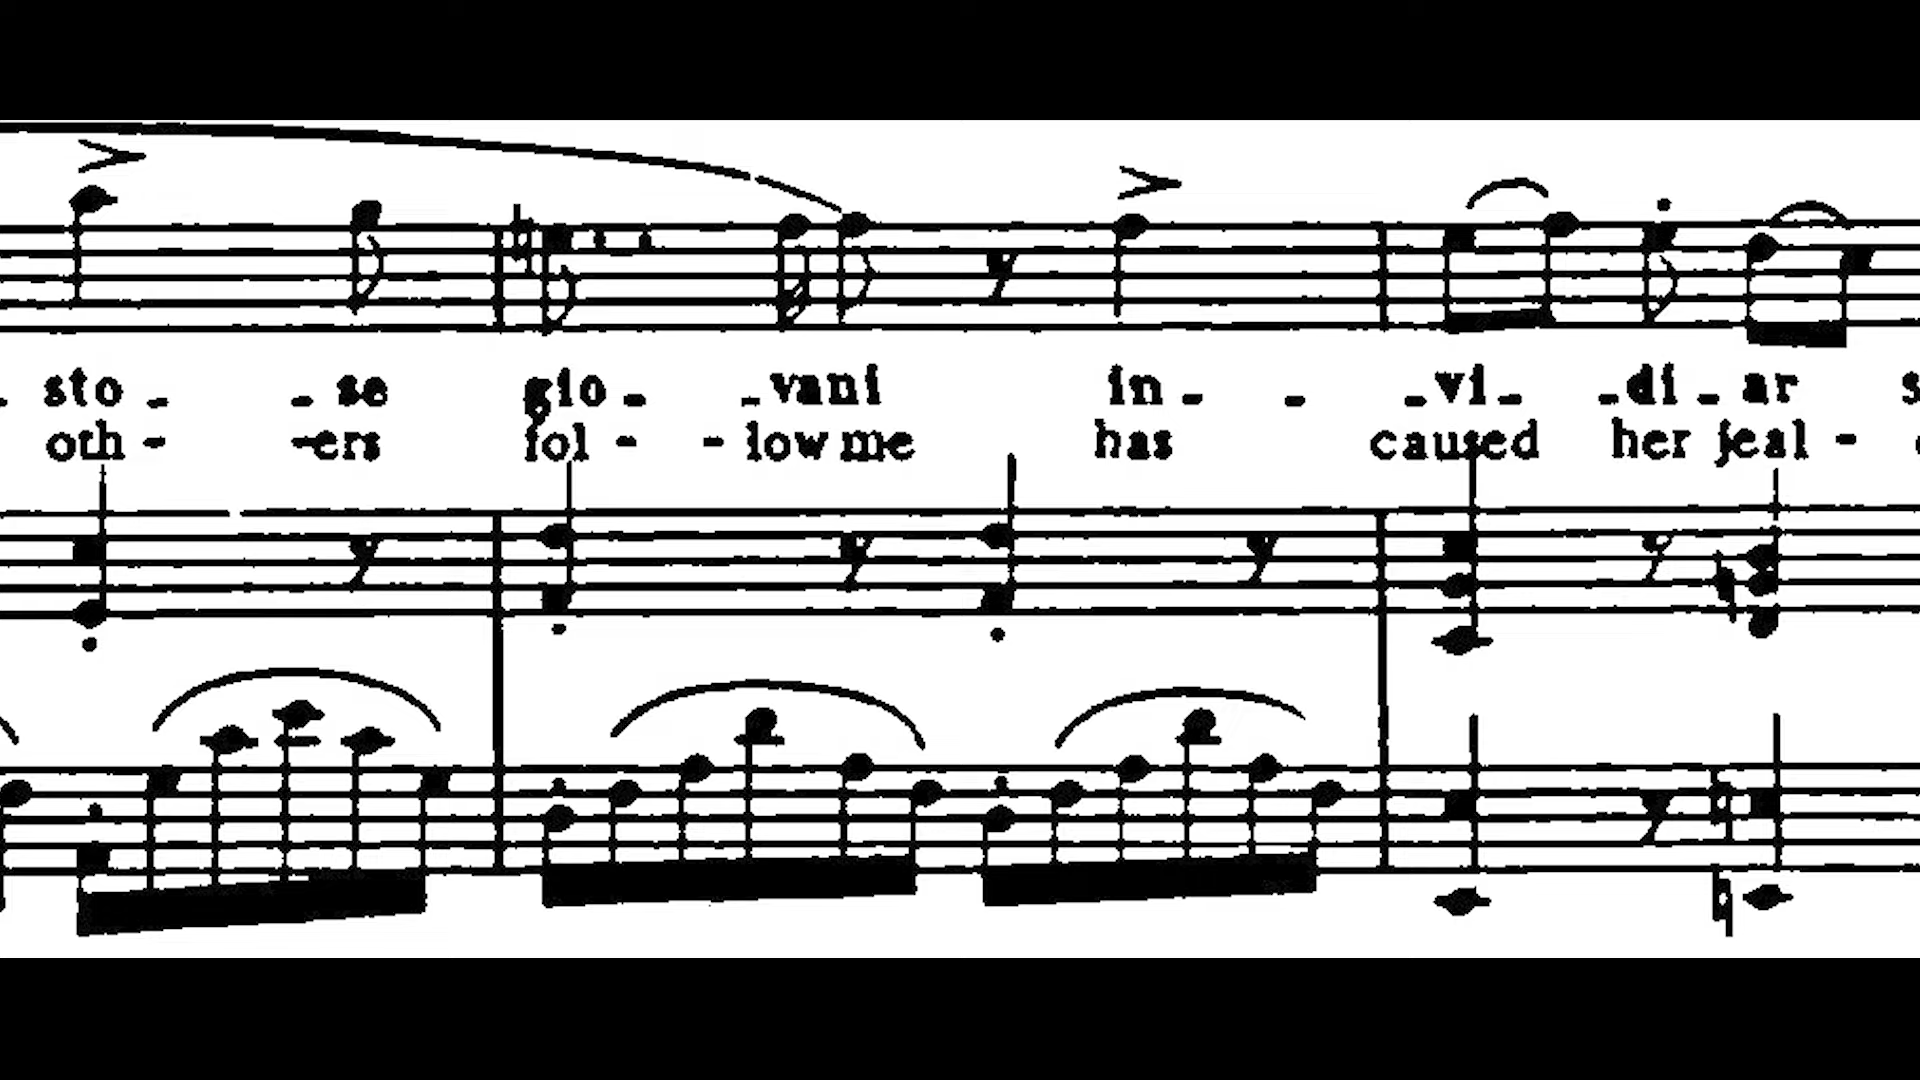 - sto - - se gio - - vani in - - - vi - - di - ar
oth - - ers fol - - low me has caused her jeal -